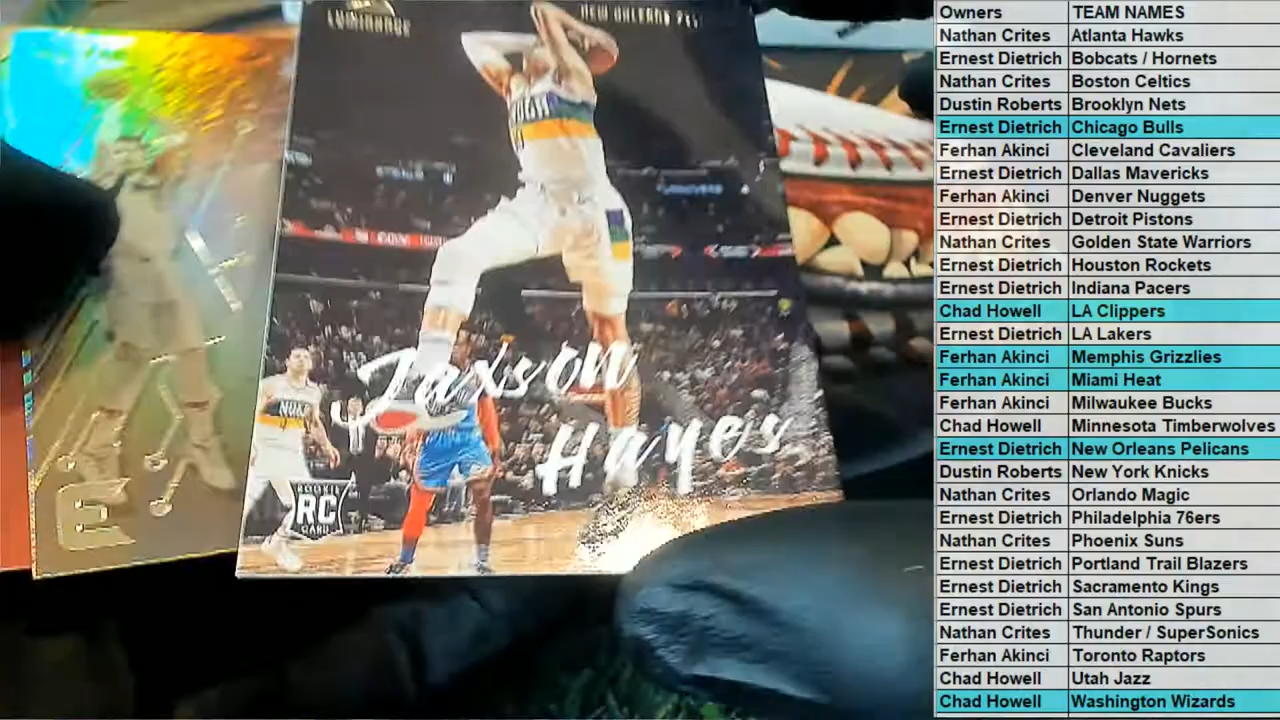 LUMINANCE
NEW ORLEANS
Jaxson
Hayes
ROOKIE
RC
CARD
Owners TEAM NAMES
Nathan Crites Atlanta Hawks
Ernest Dietrich Bobcats / Hornets
Nathan Crites Boston Celtics
Dustin Roberts Brooklyn Nets
Ernest Dietrich Chicago Bulls
Ferhan Akinci Cleveland Cavaliers
Ernest Dietrich Dallas Mavericks
Ferhan Akinci Denver Nuggets
Ernest Dietrich Detroit Pistons
Nathan Crites Golden State Warriors
Ernest Dietrich Houston Rockets
Ernest Dietrich Indiana Pacers
Chad Howell LA Clippers
Ernest Dietrich LA Lakers
Ferhan Akinci Memphis Grizzlies
Ferhan Akinci Miami Heat
Ferhan Akinci Milwaukee Bucks
Chad Howell Minnesota Timberwolves
Ernest Dietrich New Orleans Pelicans
Dustin Roberts New York Knicks
Nathan Crites Orlando Magic
Ernest Dietrich Philadelphia 76ers
Nathan Crites Phoenix Suns
Ernest Dietrich Portland Trail Blazers
Ernest Dietrich Sacramento Kings
Ernest Dietrich San Antonio Spurs
Nathan Crites Thunder / SuperSonics
Ferhan Akinci Toronto Raptors
Chad Howell Utah Jazz
Chad Howell Washington Wizards